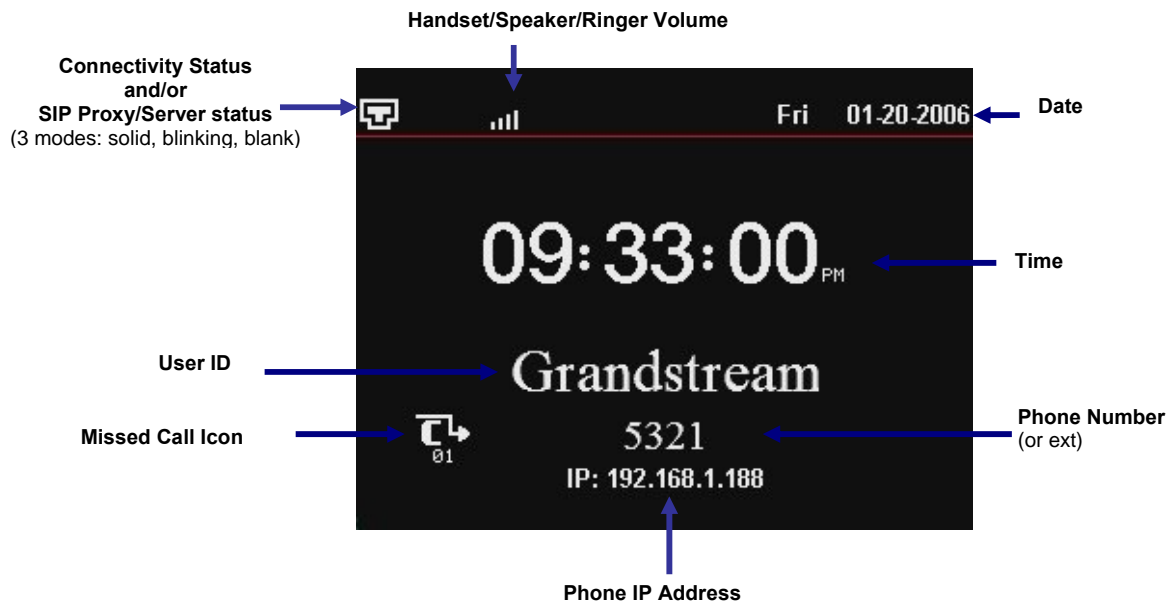 Handset/Speaker/Ringer Volume
Connectivity Status
and/or
SIP Proxy/Server status
(3 modes: solid, blinking, blank)
Fri 01-20-2006
Date
09:33:00 PM
Time
User ID
Grandstream
Missed Call Icon
01
5321
Phone Number
(or ext)
IP: 192.168.1.188
Phone IP Address